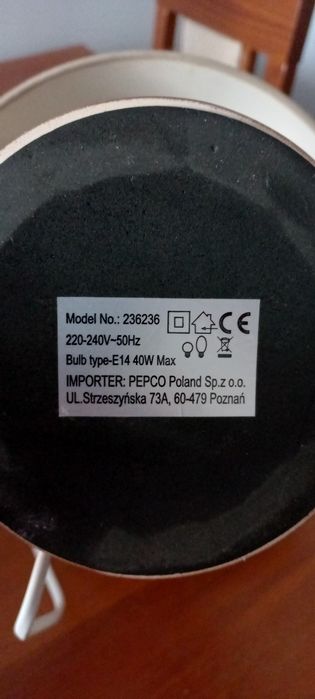 Model No.: 236236 CE
220-240V~50Hz
Bulb type-E14 40W Max
IMPORTER: PEPCO Poland Sp.z o.o.
UL.Strzeszyńska 73A, 60-479 Poznań